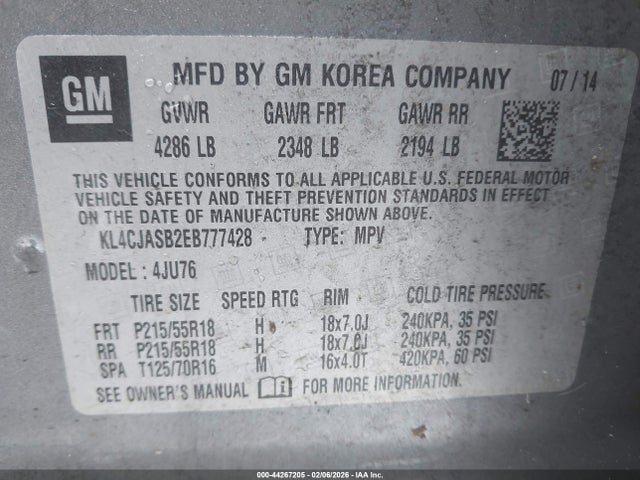 GM
MFD BY GM KOREA COMPANY 07/14
GVWR GAWR FRT GAWR RR
4286 LB 2348 LB 2194 LB
THIS VEHICLE CONFORMS TO ALL APPLICABLE U.S. FEDERAL MOTOR
VEHICLE SAFETY AND THEFT PREVENTION STANDARDS IN EFFECT
ON THE DATE OF MANUFACTURE SHOWN ABOVE.
KL4CJASB2EB777428 TYPE: MPV
MODEL: 4JU76
TIRE SIZE SPEED RTG RIM COLD TIRE PRESSURE
FRT P215/55R18 H 18x7.0J 240KPA, 35 PSI
RR P215/55R18 H 18x7.0J 240KPA, 35 PSI
SPA T125/70R16 M 16x4.0T 420KPA, 60 PSI
SEE OWNER'S MANUAL i FOR MORE INFORMATION.
000-44267205 - 02/06/2026 - IAA Inc.